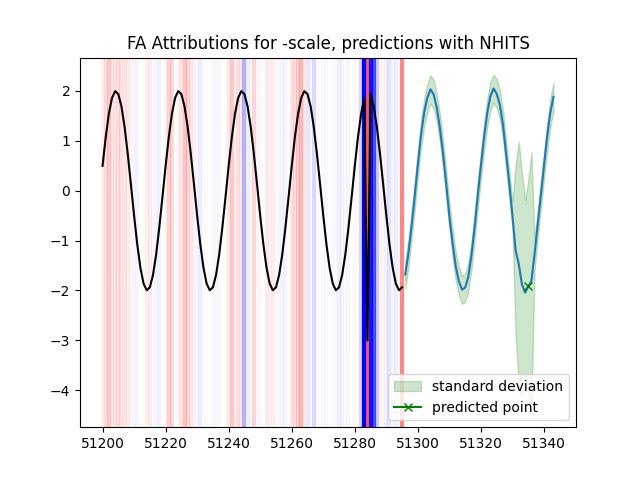 FA Attributions for -scale, predictions with NHITS
2
1
0
−1
−2
−3
−4
standard deviation
predicted point
51200 51220 51240 51260 51280 51300 51320 51340